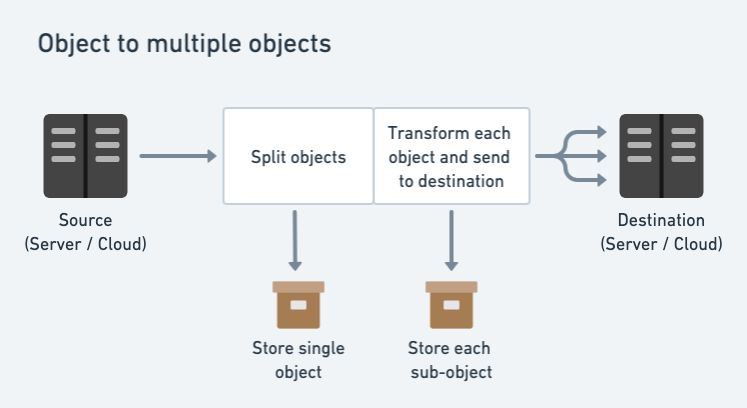 Object to multiple objects
Split objects
Transform each
object and send
to destination
Source
(Server / Cloud)
Destination
(Server / Cloud)
Store single
object
Store each
sub-object